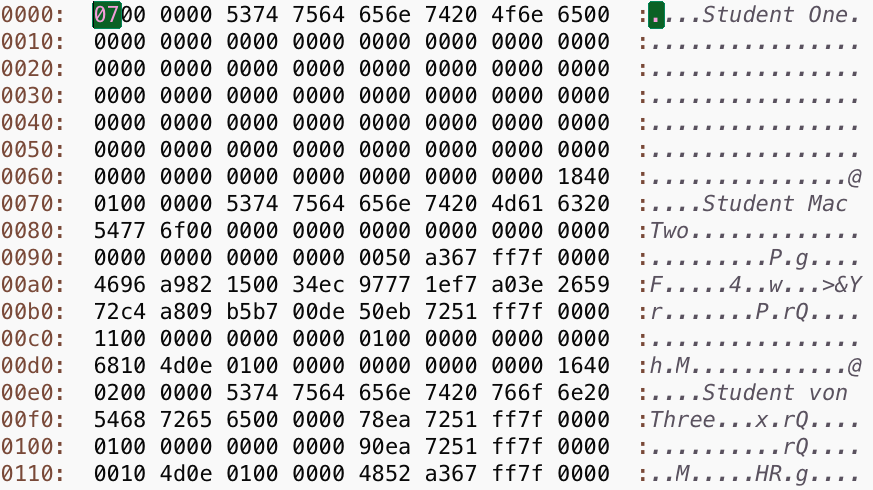 0000: 0700 0000 5374 7564 656e 7420 4f6e 6500 :....Student One.
0010: 0000 0000 0000 0000 0000 0000 0000 0000 :................
0020: 0000 0000 0000 0000 0000 0000 0000 0000 :................
0030: 0000 0000 0000 0000 0000 0000 0000 0000 :................
0040: 0000 0000 0000 0000 0000 0000 0000 0000 :................
0050: 0000 0000 0000 0000 0000 0000 0000 0000 :................
0060: 0000 0000 0000 0000 0000 0000 0000 1840 :...............@
0070: 0100 0000 5374 7564 656e 7420 4d61 6320 :....Student Mac
0080: 5477 6f00 0000 0000 0000 0000 0000 0000 :Two.............
0090: 0000 0000 0000 0000 0050 a367 ff7f 0000 :.........P.g....
00a0: 4696 a982 1500 34ec 9777 1ef7 a03e 2659 :F.....4..w...>&Y
00b0: 72c4 a809 b5b7 00de 50eb 7251 ff7f 0000 :r.......P.rQ....
00c0: 1100 0000 0000 0000 0100 0000 0000 0000 :................
00d0: 6810 4d0e 0100 0000 0000 0000 0000 1640 :h.M............@
00e0: 0200 0000 5374 7564 656e 7420 766f 6e20 :....Student von
00f0: 5468 7265 6500 0000 78ea 7251 ff7f 0000 :Three...x.rQ....
0100: 0100 0000 0000 0000 90ea 7251 ff7f 0000 :..........rQ....
0110: 0010 4d0e 0100 0000 4852 a367 ff7f 0000 :..M.....HR.g....